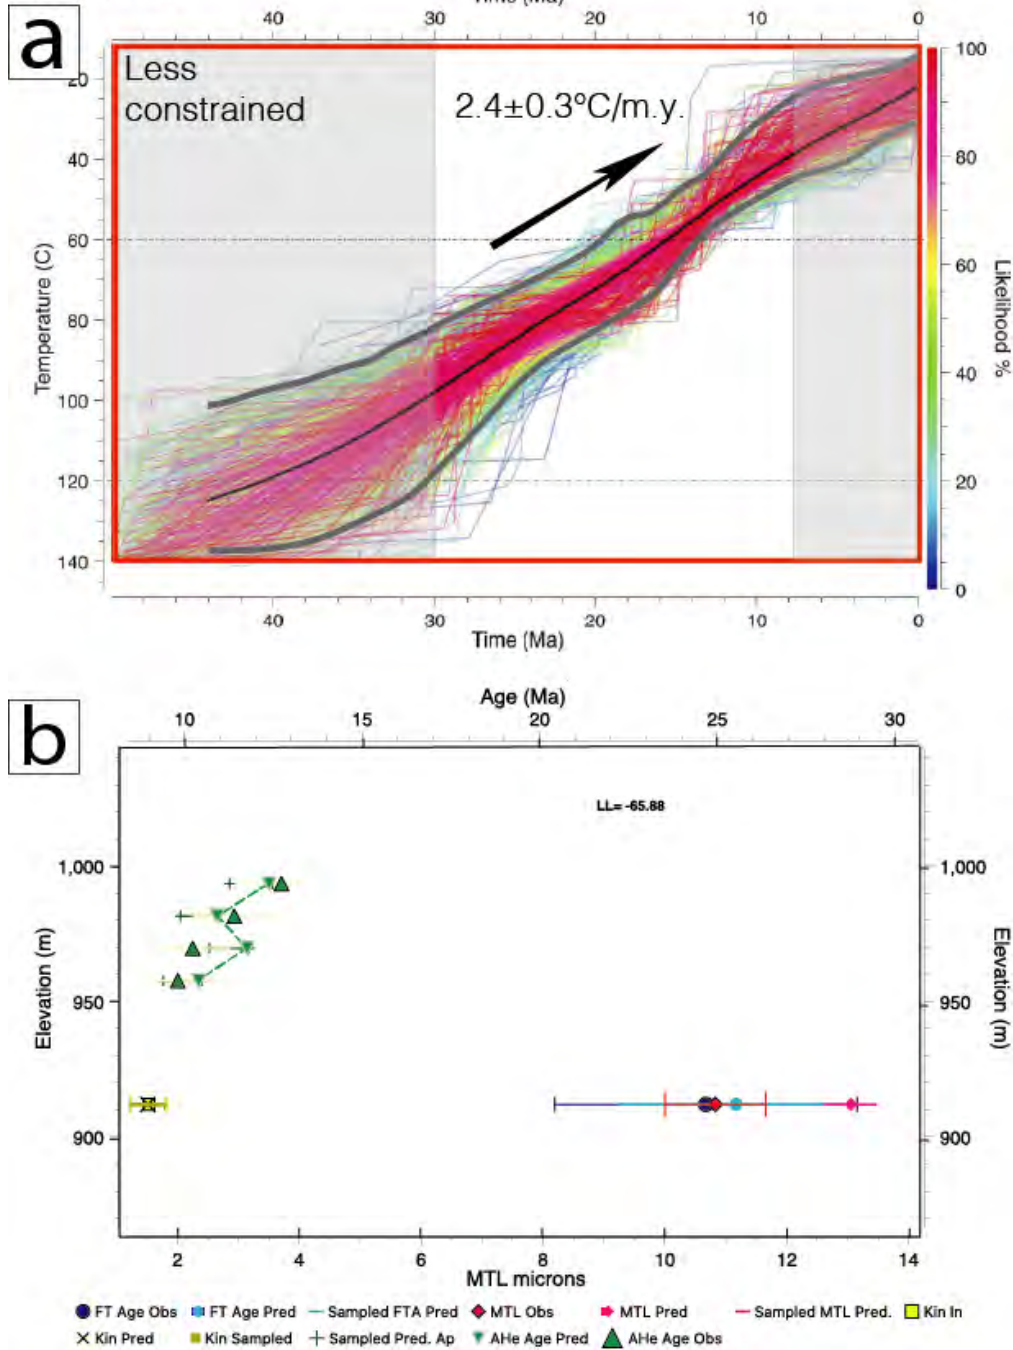 Time (Ma)
a
40 30 20 10 0
Less
constrained
2.4±0.3ºC/m.y.
20
40
60
80
100
120
140
Temperature (C)
100
80
60
40
20
0
Likelihood %
40 30 20 10 0
Time (Ma)
b
Age (Ma)
10 15 20 25 30
LL= -65.88
1,000
950
900
Elevation (m)
1,000
950
900
Elevation (m)
2 4 6 8 10 12 14
MTL microns
FT Age Obs FT Age Pred Sampled FTA Pred MTL Obs MTL Pred Sampled MTL Pred. Kin In
Kin Pred Kin Sampled Sampled Pred. Ap AHe Age Pred AHe Age Obs